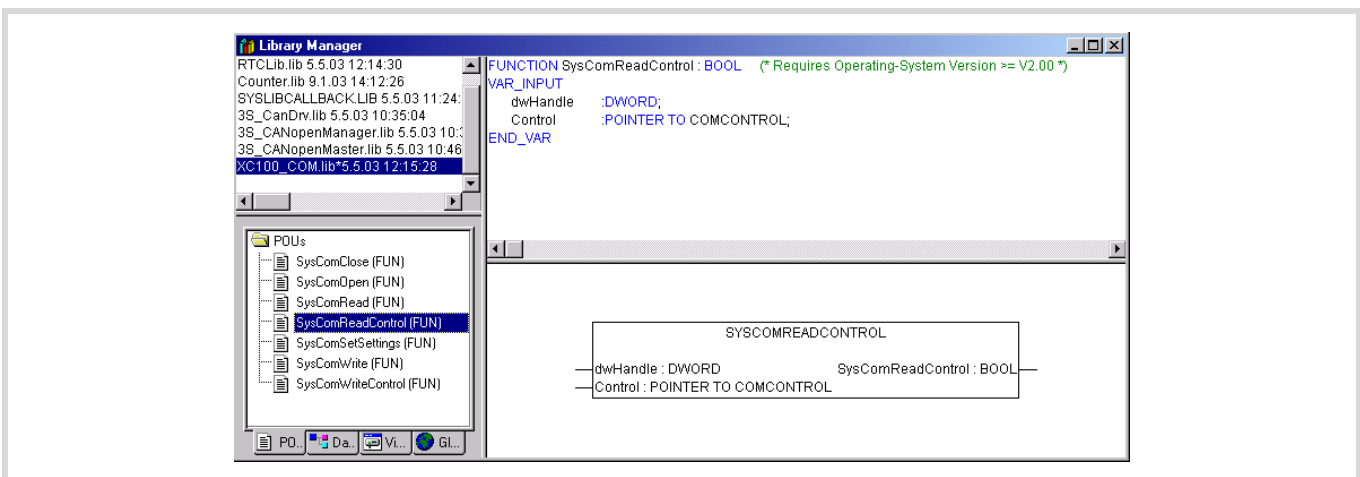 Library Manager
RTCLib.lib 5.5.03 12:14:30
Counter.lib 9.1.03 14:12:26
SYSLIBCALLBACK.LIB 5.5.03 11:24:
3S_CanDrv.lib 5.5.03 10:35:04
3S_CANopenManager.lib 5.5.03 10:3
3S_CANopenMaster.lib 5.5.03 10:46
XC100_COM.lib*5.5.03 12:15:28
POUs
SysComClose (FUN)
SysComOpen (FUN)
SysComRead (FUN)
SysComReadControl (FUN)
SysComSetSettings (FUN)
SysComWrite (FUN)
SysComWriteControl (FUN)
PO.. Da.. Vi... Gl...
FUNCTION SysComReadControl : BOOL (* Requires Operating-System Version >= V2.00 *)
VAR_INPUT
dwHandle :DWORD;
Control :POINTER TO COMCONTROL;
END_VAR
SYSCOMREADCONTROL
dwHandle : DWORD SysComReadControl : BOOL
Control : POINTER TO COMCONTROL